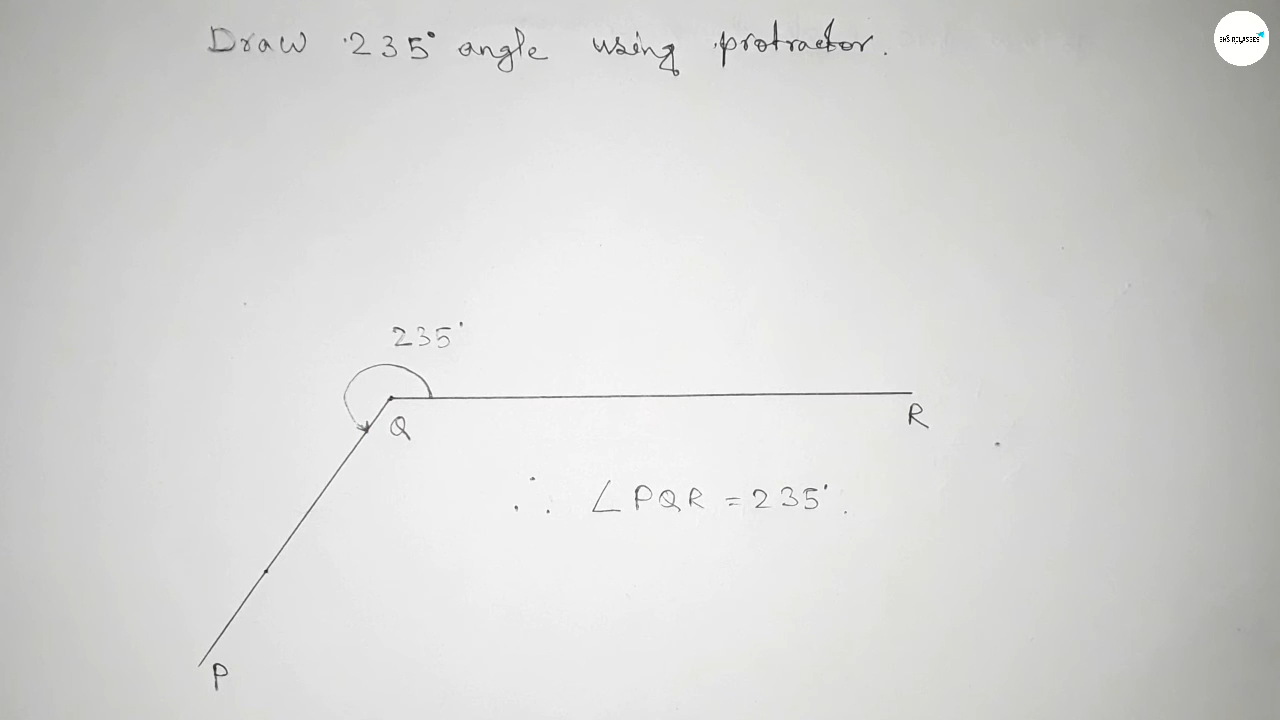 Draw 235° angle using protractor.
235°
Q
R
∴ ∠PQR = 235°.
P